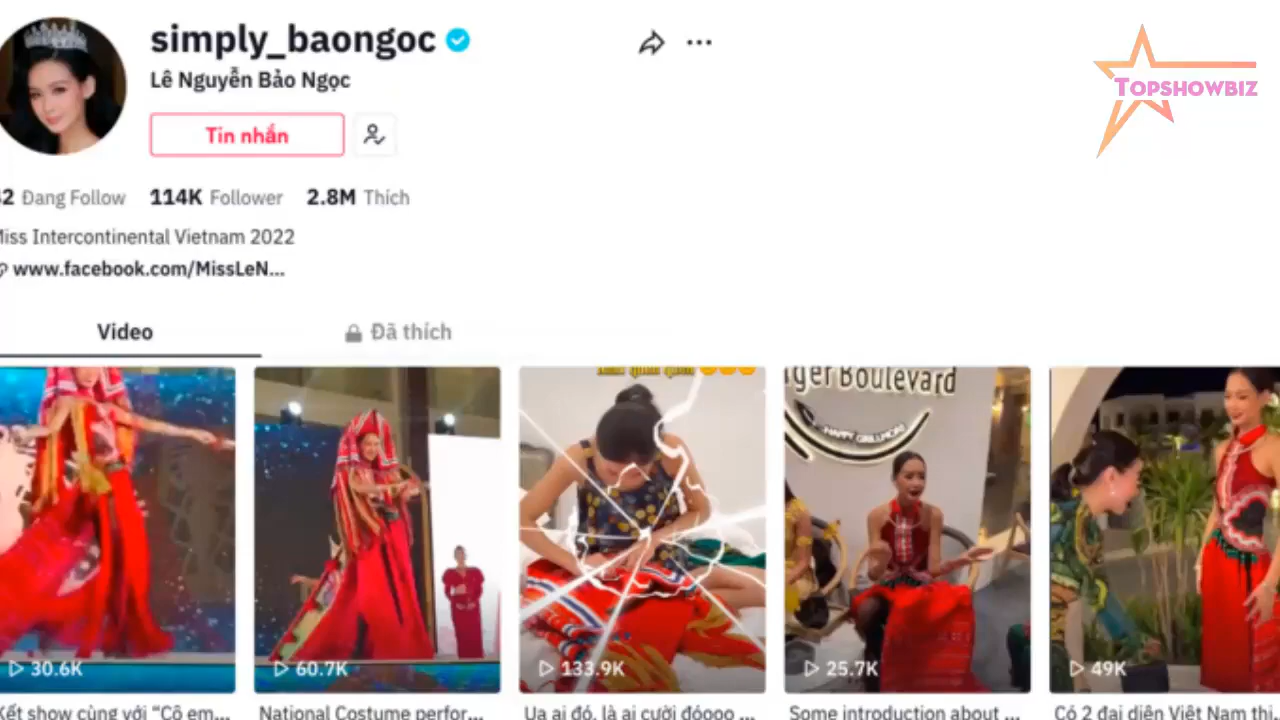 simply_baongoc
TOPSHOWBIZ
Lê Nguyễn Bảo Ngọc
Tin nhắn
2 Đang Follow 114K Follower 2.8M Thích
Miss Intercontinental Vietnam 2022
www.facebook.com/MissLeN...
Video Đã thích
ger Boulevard
30.6K 60.7K 133.9K 25.7K 49K
Kết show cùng với "Cô em...
National Costume perfor...
Ua ai đó, là ai cười đóooo ...
Some introduction about ...
Có 2 đại diện Việt Nam thi...